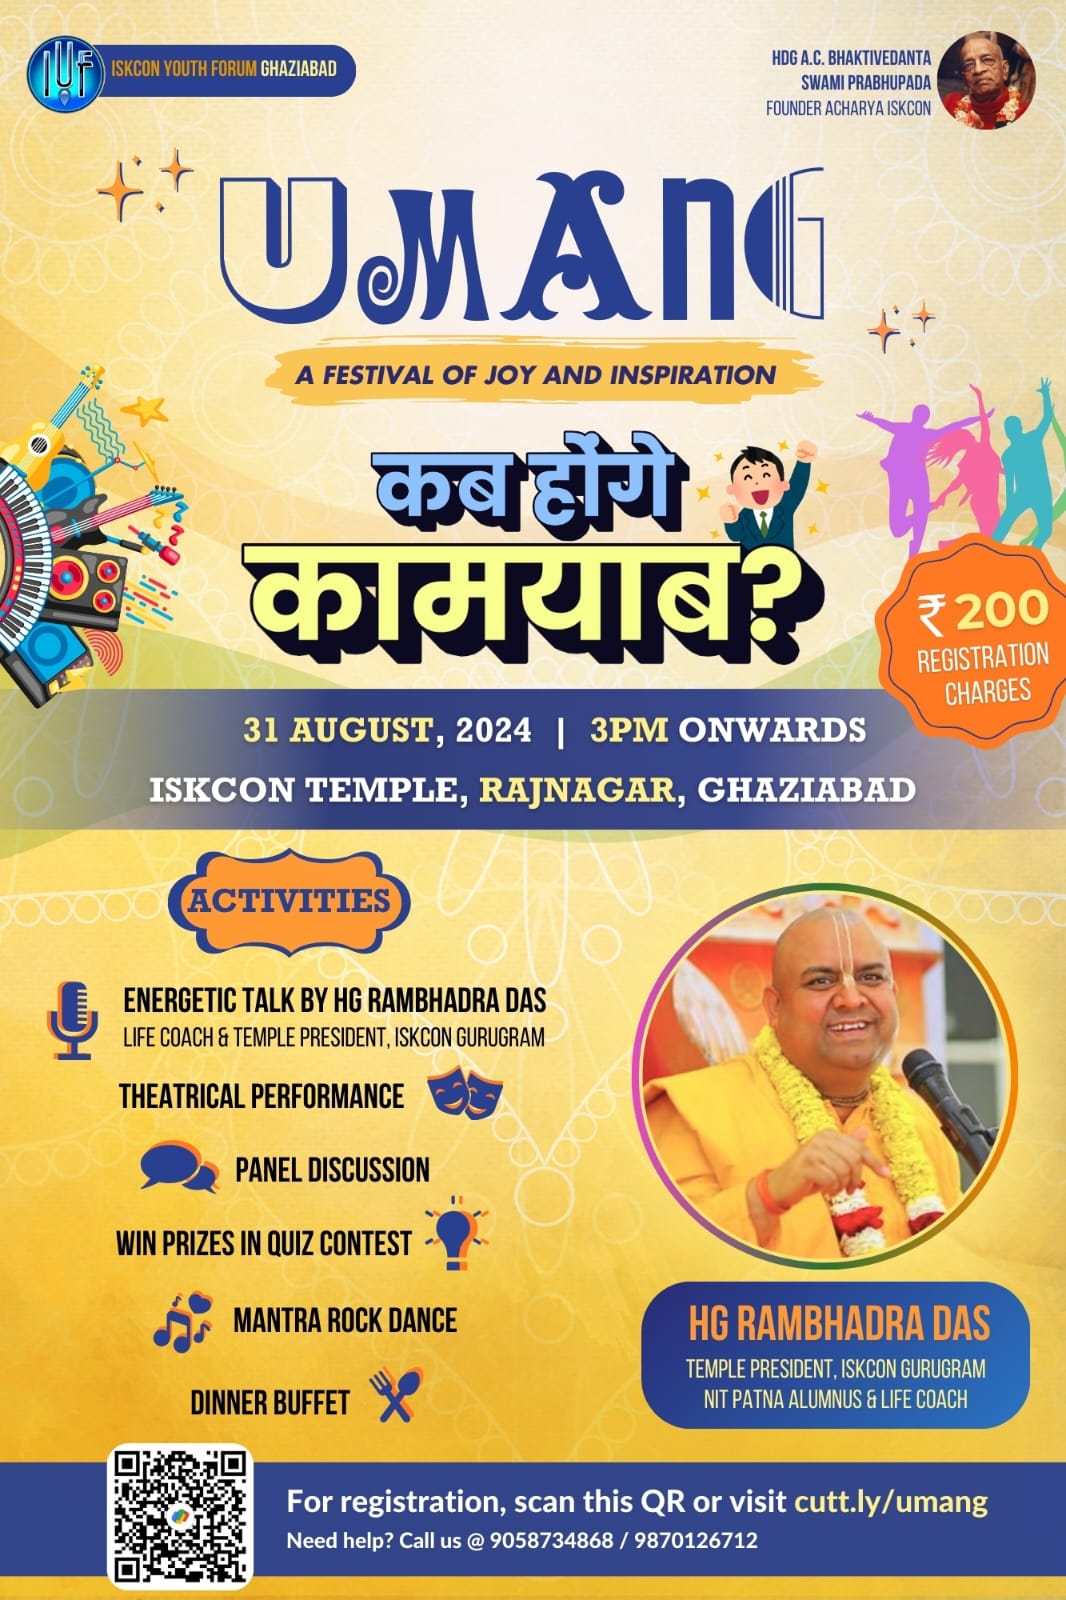 IYF
ISKCON YOUTH FORUM GHAZIABAD
HDG A.C. BHAKTIVEDANTA
SWAMI PRABHUPADA
FOUNDER ACHARYA ISKCON
UMANG
A FESTIVAL OF JOY AND INSPIRATION
कब होंगे
कामयाब?
₹ 200
REGISTRATION
CHARGES
31 AUGUST, 2024 | 3PM ONWARDS
ISKCON TEMPLE, RAJNAGAR, GHAZIABAD
ACTIVITIES
ENERGETIC TALK BY HG RAMBHADRA DAS
LIFE COACH & TEMPLE PRESIDENT, ISKCON GURUGRAM
THEATRICAL PERFORMANCE
PANEL DISCUSSION
WIN PRIZES IN QUIZ CONTEST
MANTRA ROCK DANCE
DINNER BUFFET
HG RAMBHADRA DAS
TEMPLE PRESIDENT, ISKCON GURUGRAM
NIT PATNA ALUMNUS & LIFE COACH
For registration, scan this QR or visit cutt.ly/umang
Need help? Call us @ 9058734868 / 9870126712